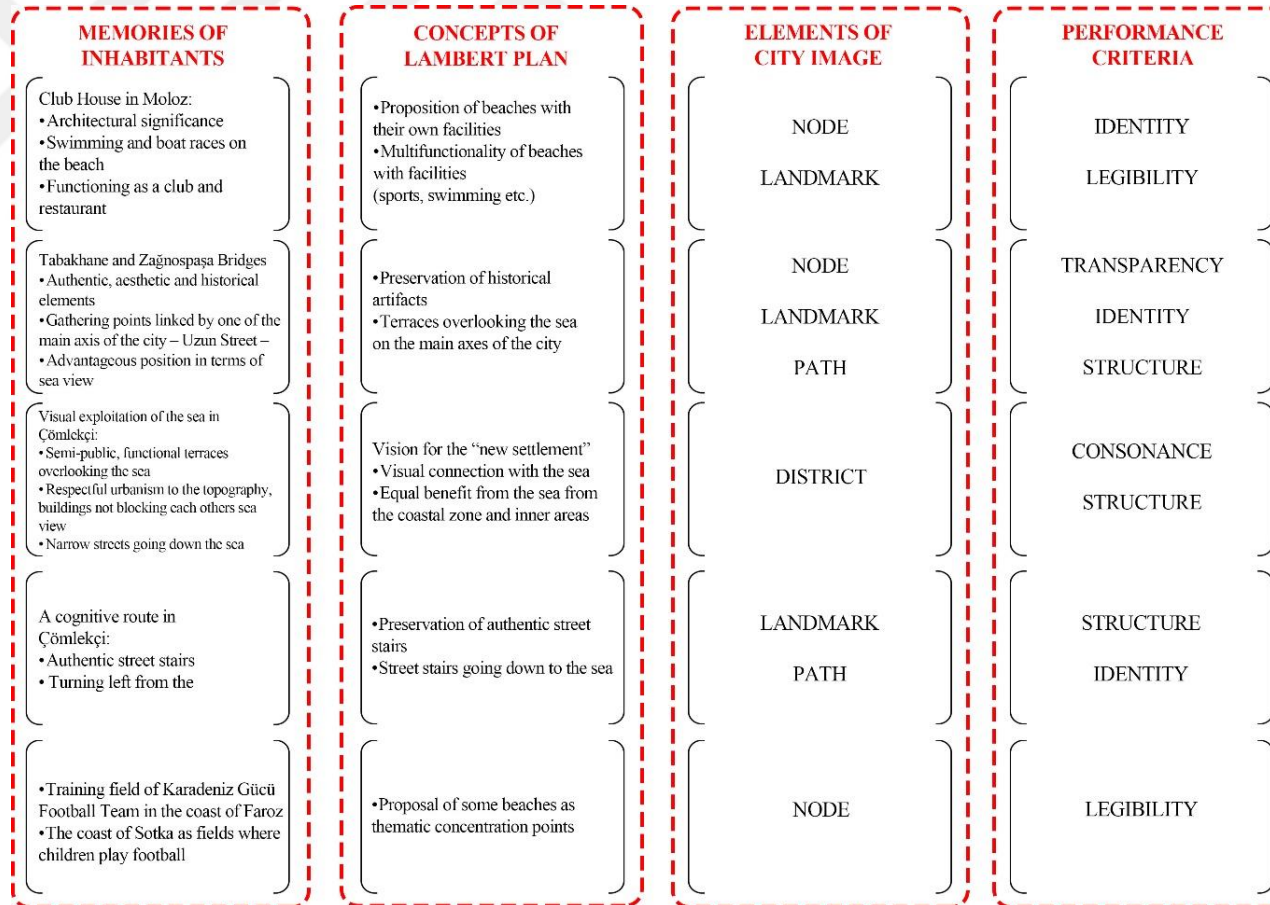 MEMORIES OF
INHABITANTS
Club House in Moloz:
•Architectural significance
•Swimming and boat races on
the beach
•Functioning as a club and
restaurant
Tabakhane and Zağnospaşa Bridges
•Authentic, aesthetic and historical
elements
•Gathering points linked by one of the
main axis of the city – Uzun Street –
•Advantageous position in terms of
sea view
Visual exploitation of the sea in
Çömlekçi:
•Semi-public, functional terraces
overlooking the sea
•Respectful urbanism to the topography,
buildings not blocking each others sea
view
•Narrow streets going down the sea
A cognitive route in
Çömlekçi:
•Authentic street stairs
• Turning left from the
•Training field of Karadeniz Gücü
Football Team in the coast of Faroz
•The coast of Sotka as fields where
children play football
CONCEPTS OF
LAMBERT PLAN
•Proposition of beaches with
their own facilities
•Multifunctionality of beaches
with facilities
(sports, swimming etc.)
•Preservation of historical
artifacts
•Terraces overlooking the sea
on the main axes of the city
Vision for the “new settlement”
•Visual connection with the sea
•Equal benefit from the sea from
the coastal zone and inner areas
•Preservation of authentic street
stairs
•Street stairs going down to the sea
•Proposal of some beaches as
thematic concentration points
ELEMENTS OF
CITY IMAGE
NODE
LANDMARK
NODE
LANDMARK
PATH
DISTRICT
LANDMARK
PATH
NODE
PERFORMANCE
CRITERIA
IDENTITY
LEGIBILITY
TRANSPARENCY
IDENTITY
STRUCTURE
CONSONANCE
STRUCTURE
STRUCTURE
IDENTITY
LEGIBILITY